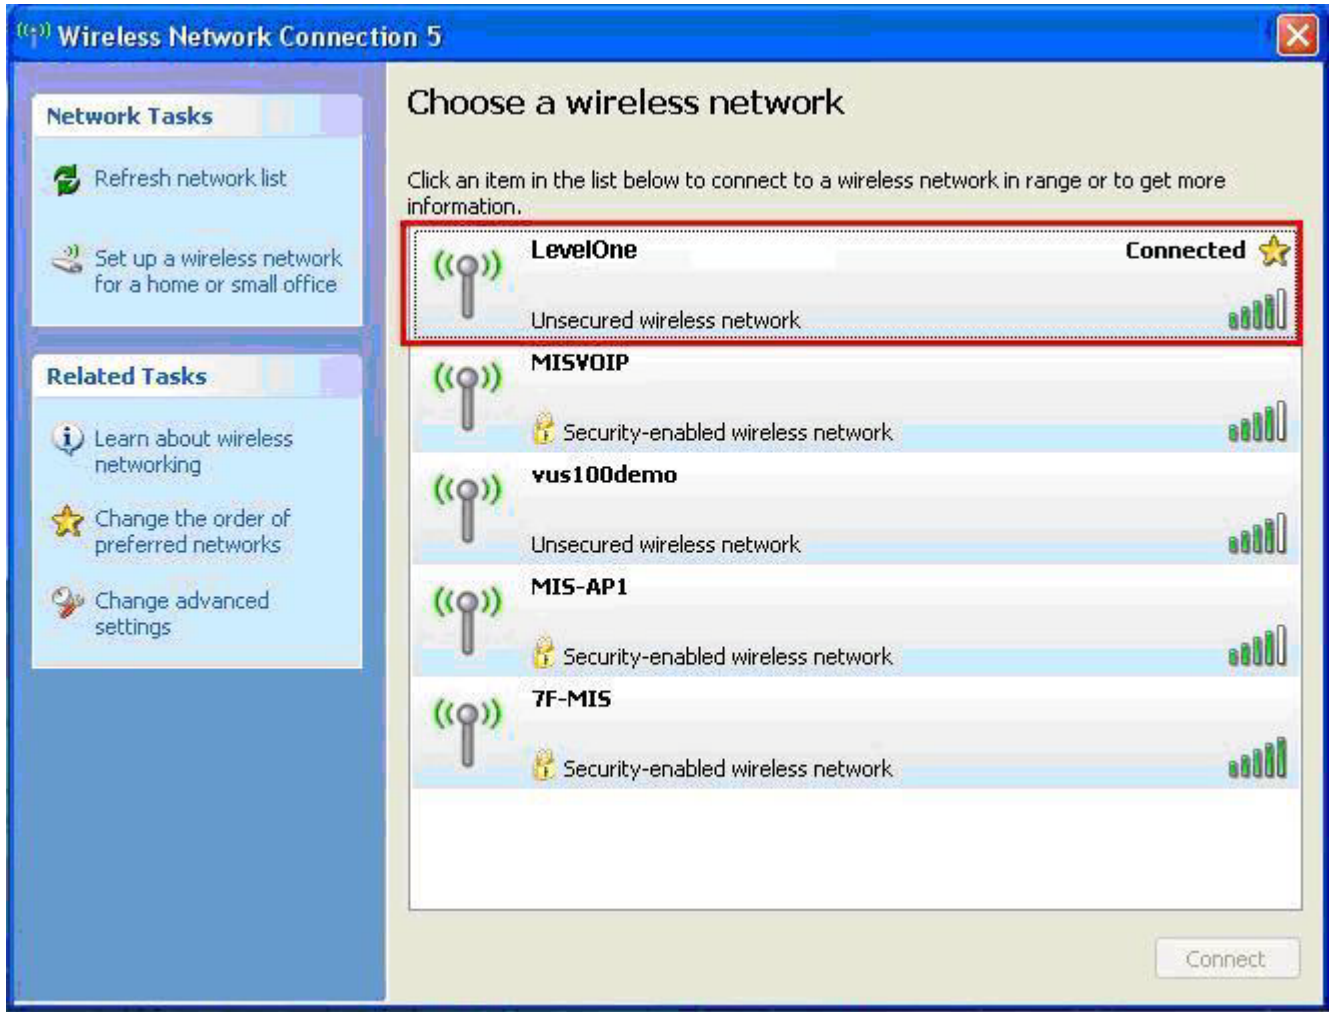 Wireless Network Connection 5
Network Tasks
Refresh network list
Set up a wireless network
for a home or small office
Related Tasks
Learn about wireless
networking
Change the order of
preferred networks
Change advanced
settings
Choose a wireless network
Click an item in the list below to connect to a wireless network in range or to get more
information.
LevelOne
Connected
Unsecured wireless network
MISVOIP
Security-enabled wireless network
vus100demo
Unsecured wireless network
MIS-AP1
Security-enabled wireless network
7F-MIS
Security-enabled wireless network
Connect